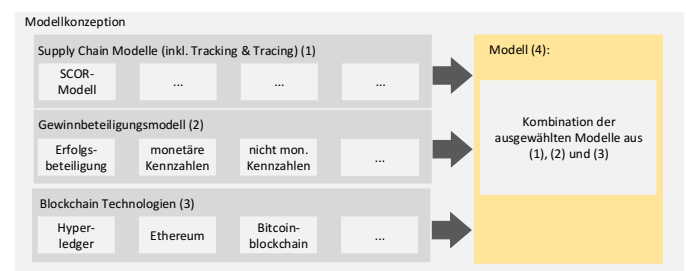 Modellkonzeption
Supply Chain Modelle (inkl. Tracking & Tracing) (1)
SCOR-
Modell
...
...
...
Gewinnbeteiligungsmodell (2)
Erfolgs-
beteiligung
monetäre
Kennzahlen
nicht mon.
Kennzahlen
...
Blockchain Technologien (3)
Hyper-
ledger
Ethereum
Bitcoin-
blockchain
...
Modell (4):
Kombination der
ausgewählten Modelle aus
(1), (2) und (3)